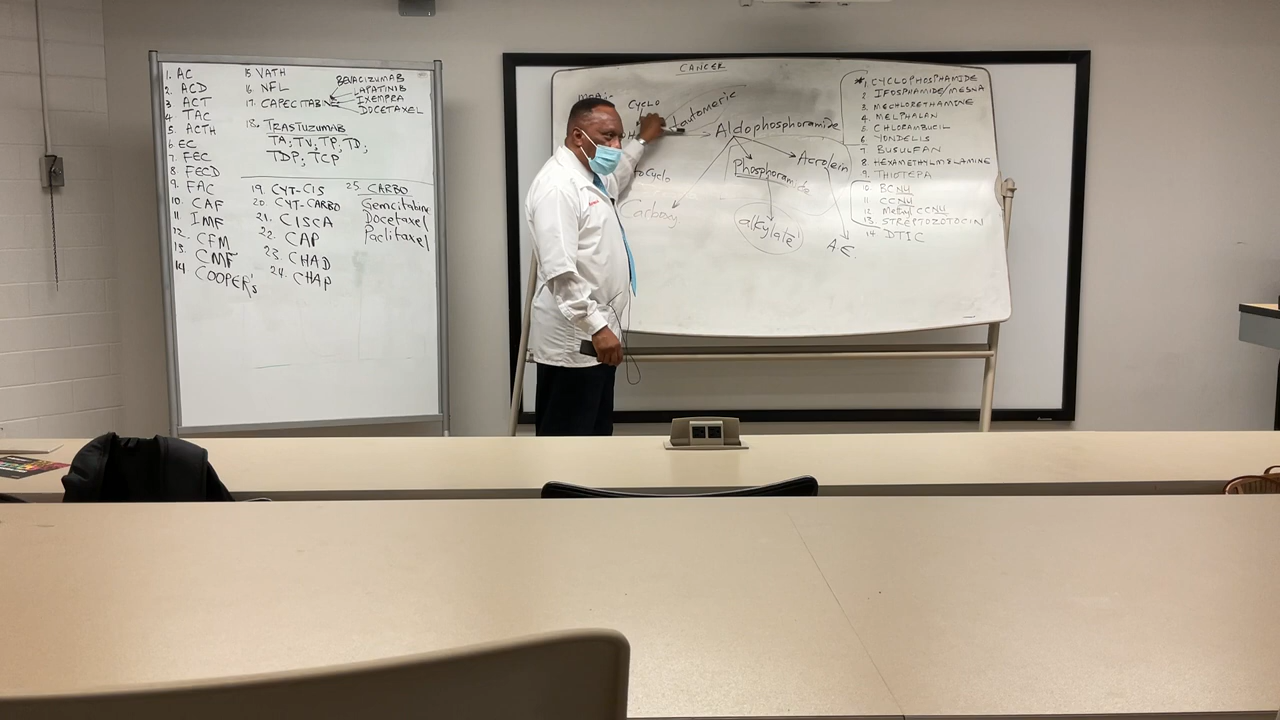 1. AC
2. ACD
3 ACT
4. TAC
5. ACTH
6 EC
7. FEC
8. FECD
9. FAC
10. CAF
11 IMF
12. CFM
13. CMF
14 COOPER's
15 VATH
16. NFL
17. CAPECITABINE
BEVACIZUMAB
LAPATINIB
IXEMPRA
DOCETAXEL
18. TRASTUZUMAB
TA, TV, TP, TD,
TDP, TCP
19. CYT-CIS
20. CYT-CARBO
21. CISCA
22. CAP
23. CHAD
24. CHAP
25. CARBO
Gemcitabine
Docetaxel
Paclitaxel
CANCER
CYCLO
tautomeric
Aldophosphoramide
Acrolein
Phosphoramide
Carboxy
alkylate
A.E.
*1 CYCLOPHOSPHAMIDE
2 IFOSPHAMIDE/MESNA
3. MECHLORETHAMINE
4. MELPHALAN
5 CHLORAMBUCIL
6 YONDELIS
7 BUSULFAN
8. HEXAMETHYLMELAMINE
9. THIOTEPA
10. BCNU
11. CCNU
12 Methyl CCNU
13. STREPTOZOTOCIN
14. DTIC